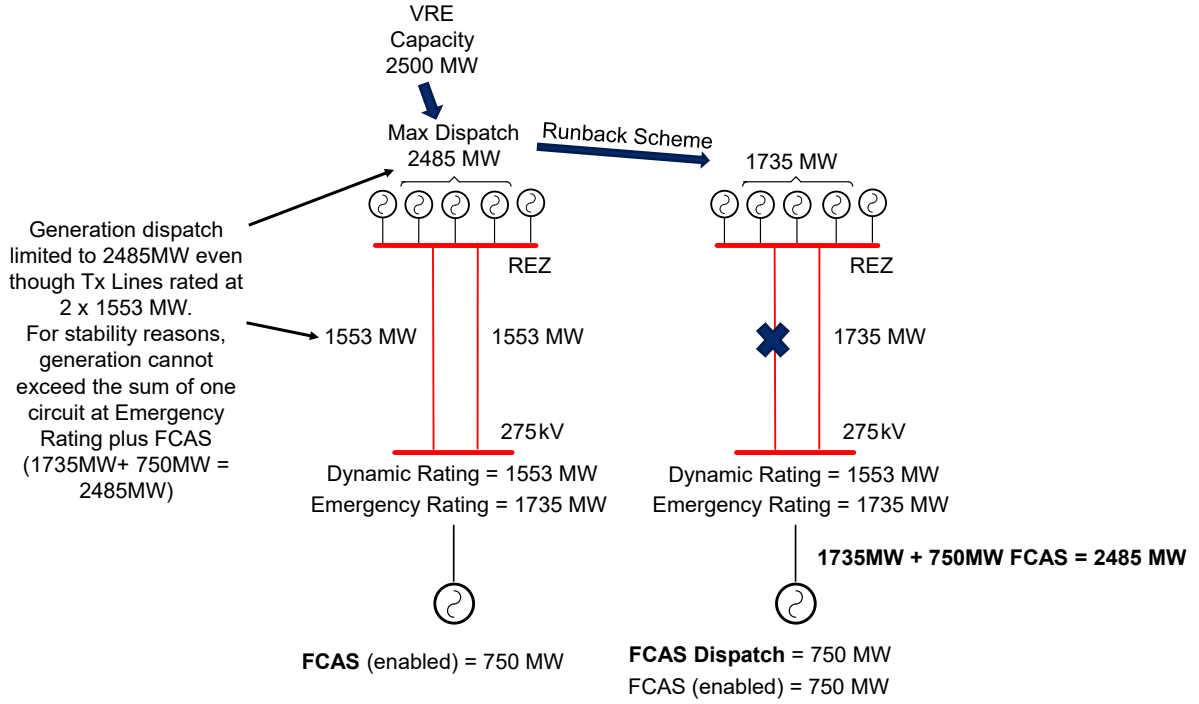 VRE
Capacity
2500 MW
Max Dispatch
2485 MW
Runback Scheme
1735 MW
Generation dispatch
limited to 2485MW even
though Tx Lines rated at
2 x 1553 MW.
For stability reasons,
generation cannot
exceed the sum of one
circuit at Emergency
Rating plus FCAS
(1735MW+ 750MW =
2485MW)
REZ
1553 MW
1553 MW
275kV
Dynamic Rating = 1553 MW
Emergency Rating = 1735 MW
FCAS (enabled) = 750 MW
REZ
1735 MW
275kV
Dynamic Rating = 1553 MW
Emergency Rating = 1735 MW
1735MW + 750MW FCAS = 2485 MW
FCAS Dispatch = 750 MW
FCAS (enabled) = 750 MW